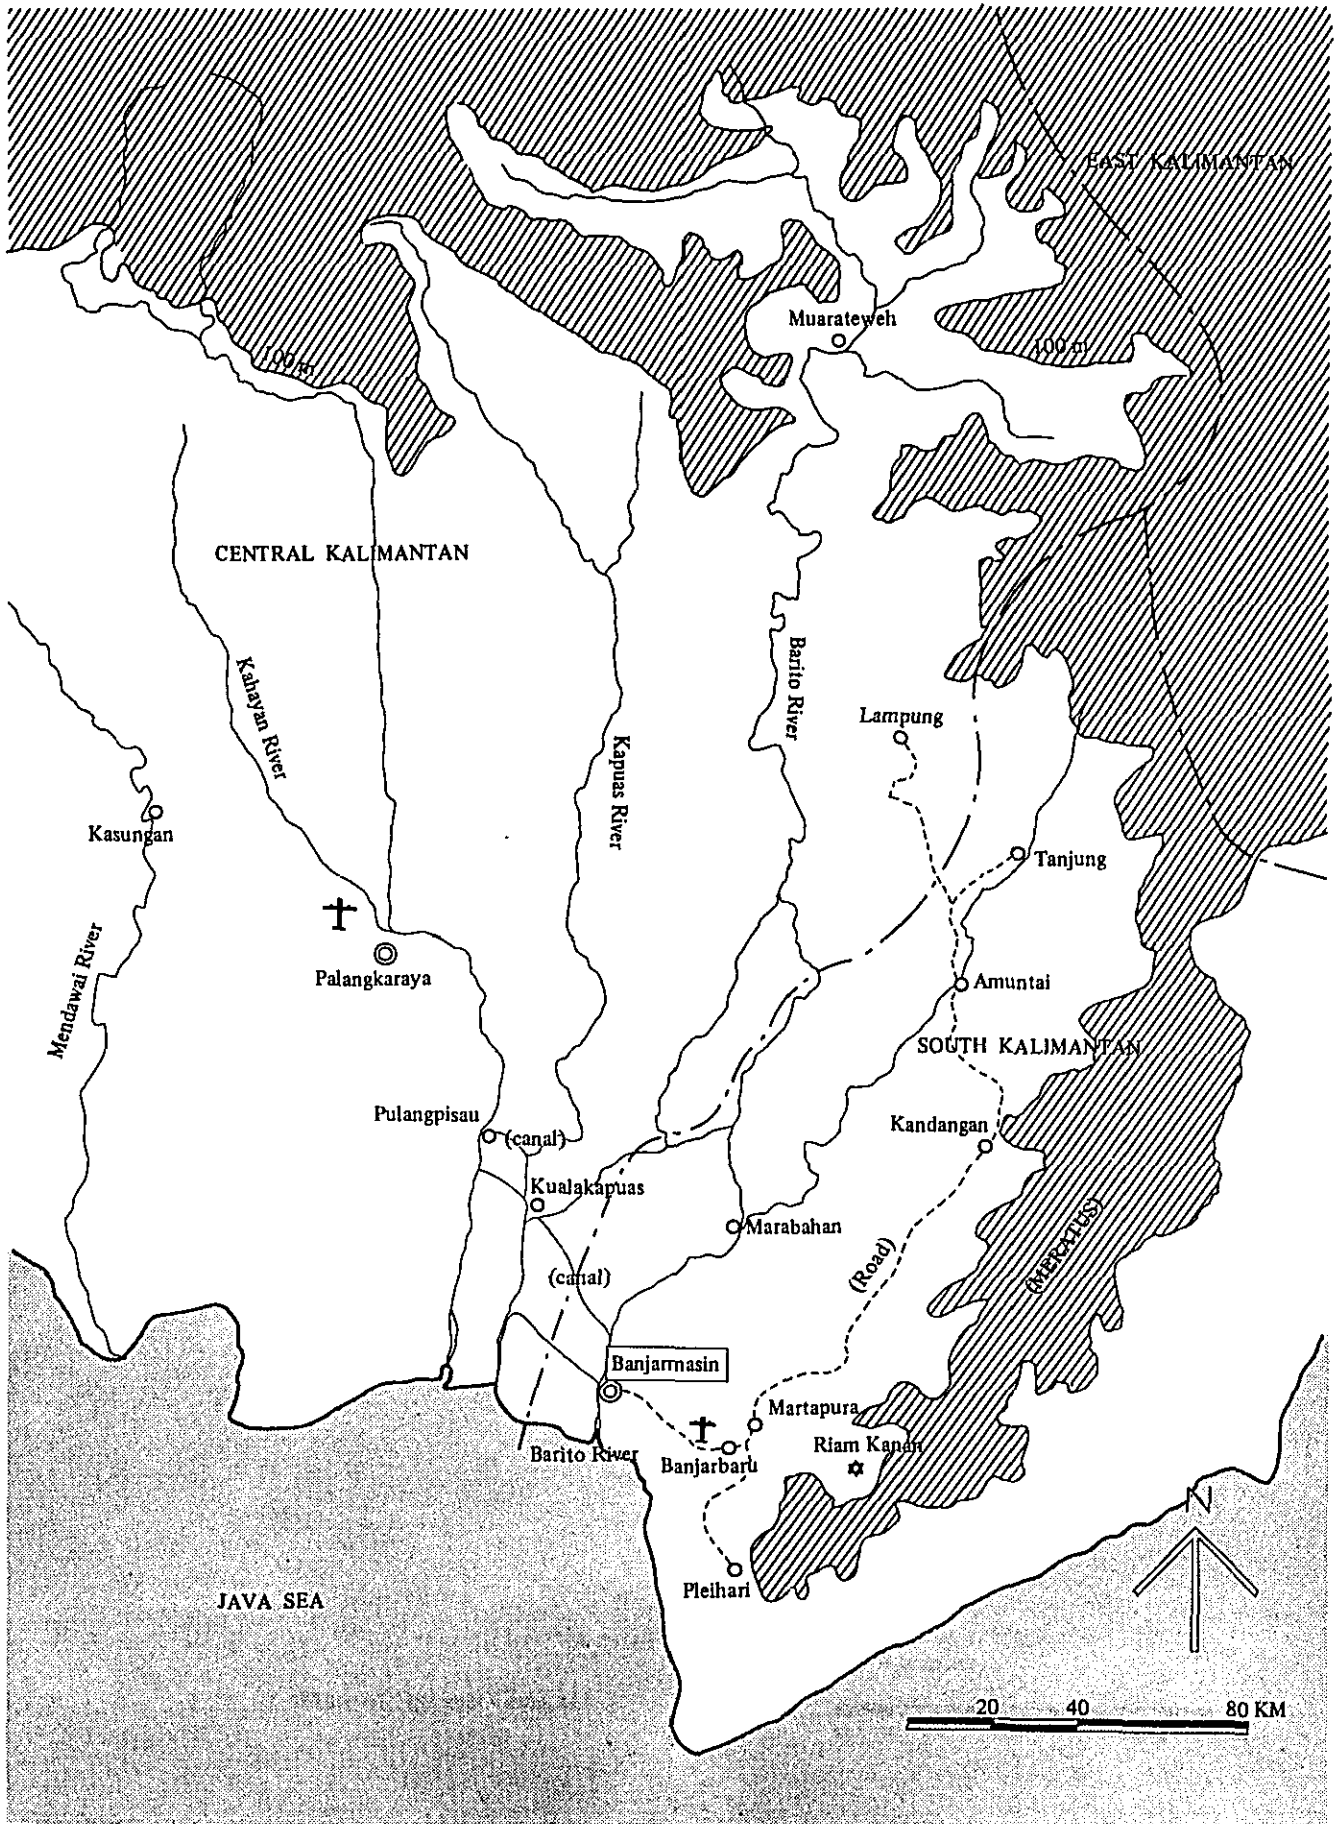 EAST KALIMANTAN
Muarateweh
100 m
100 m
CENTRAL KALIMANTAN
Kahayan River
Barito River
Lampung
Kapuas River
Kasungan
Tanjung
Mendawai River
Palangkaraya
Amuntai
SOUTH KALIMANTAN
Pulangpisau
(canal)
Kandangan
Kualakapuas
Marabahan
(MERATUS)
(Road)
(canal)
Banjarmasin
Martapura
Riam Kanan
Barito River
Banjarbaru
N
Pleihari
JAVA SEA
20 40 80 KM